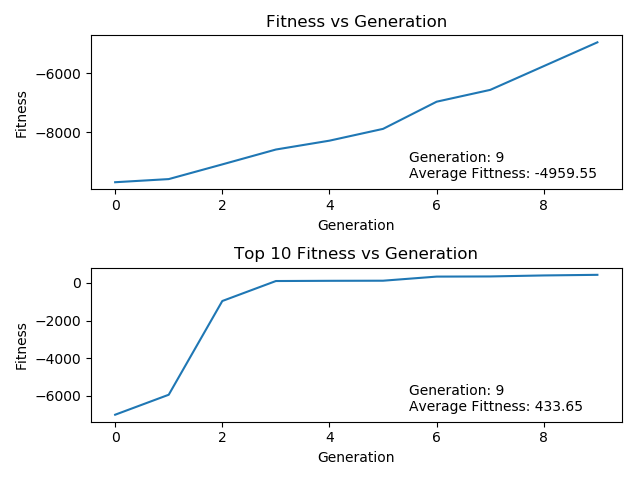 Fitness vs Generation
−6000
−8000
Fitness
Generation: 9
Average Fittness: -4959.55
0 2 4 6 8
Generation
Top 10 Fitness vs Generation
0
−2000
−4000
−6000
Fitness
Generation: 9
Average Fittness: 433.65
0 2 4 6 8
Generation